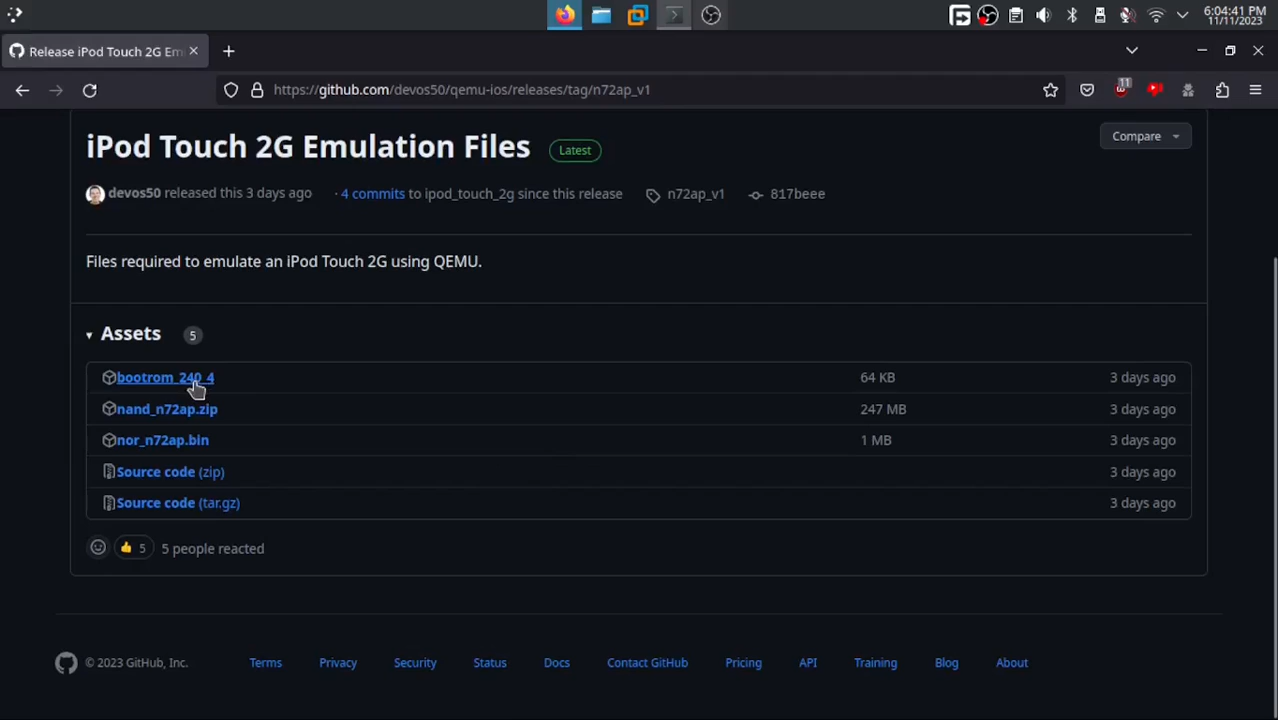 6:04:41 PM
11/11/2023
Release iPod Touch 2G Em
https://github.com/devos50/qemu-ios/releases/tag/n72ap_v1
11
iPod Touch 2G Emulation Files
Latest
Compare
devos50 released this 3 days ago · 4 commits to ipod_touch_2g since this release n72ap_v1 817beee
Files required to emulate an iPod Touch 2G using QEMU.
Assets 5
bootrom_240_4 64 KB 3 days ago
nand_n72ap.zip 247 MB 3 days ago
nor_n72ap.bin 1 MB 3 days ago
Source code (zip) 3 days ago
Source code (tar.gz) 3 days ago
👍 5 5 people reacted
© 2023 GitHub, Inc. Terms Privacy Security Status Docs Contact GitHub Pricing API Training Blog About